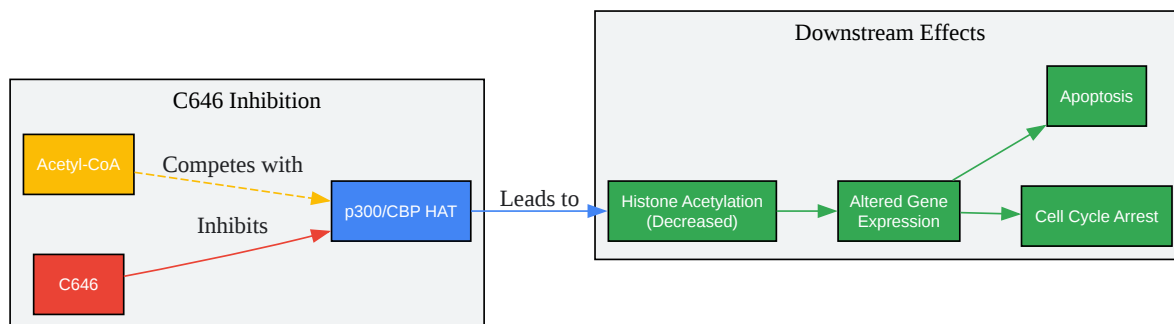 C646 Inhibition
Acetyl-CoA
Competes with
Inhibits
C646
p300/CBP HAT
Leads to
Downstream Effects
Histone Acetylation
(Decreased)
Altered Gene
Expression
Apoptosis
Cell Cycle Arrest